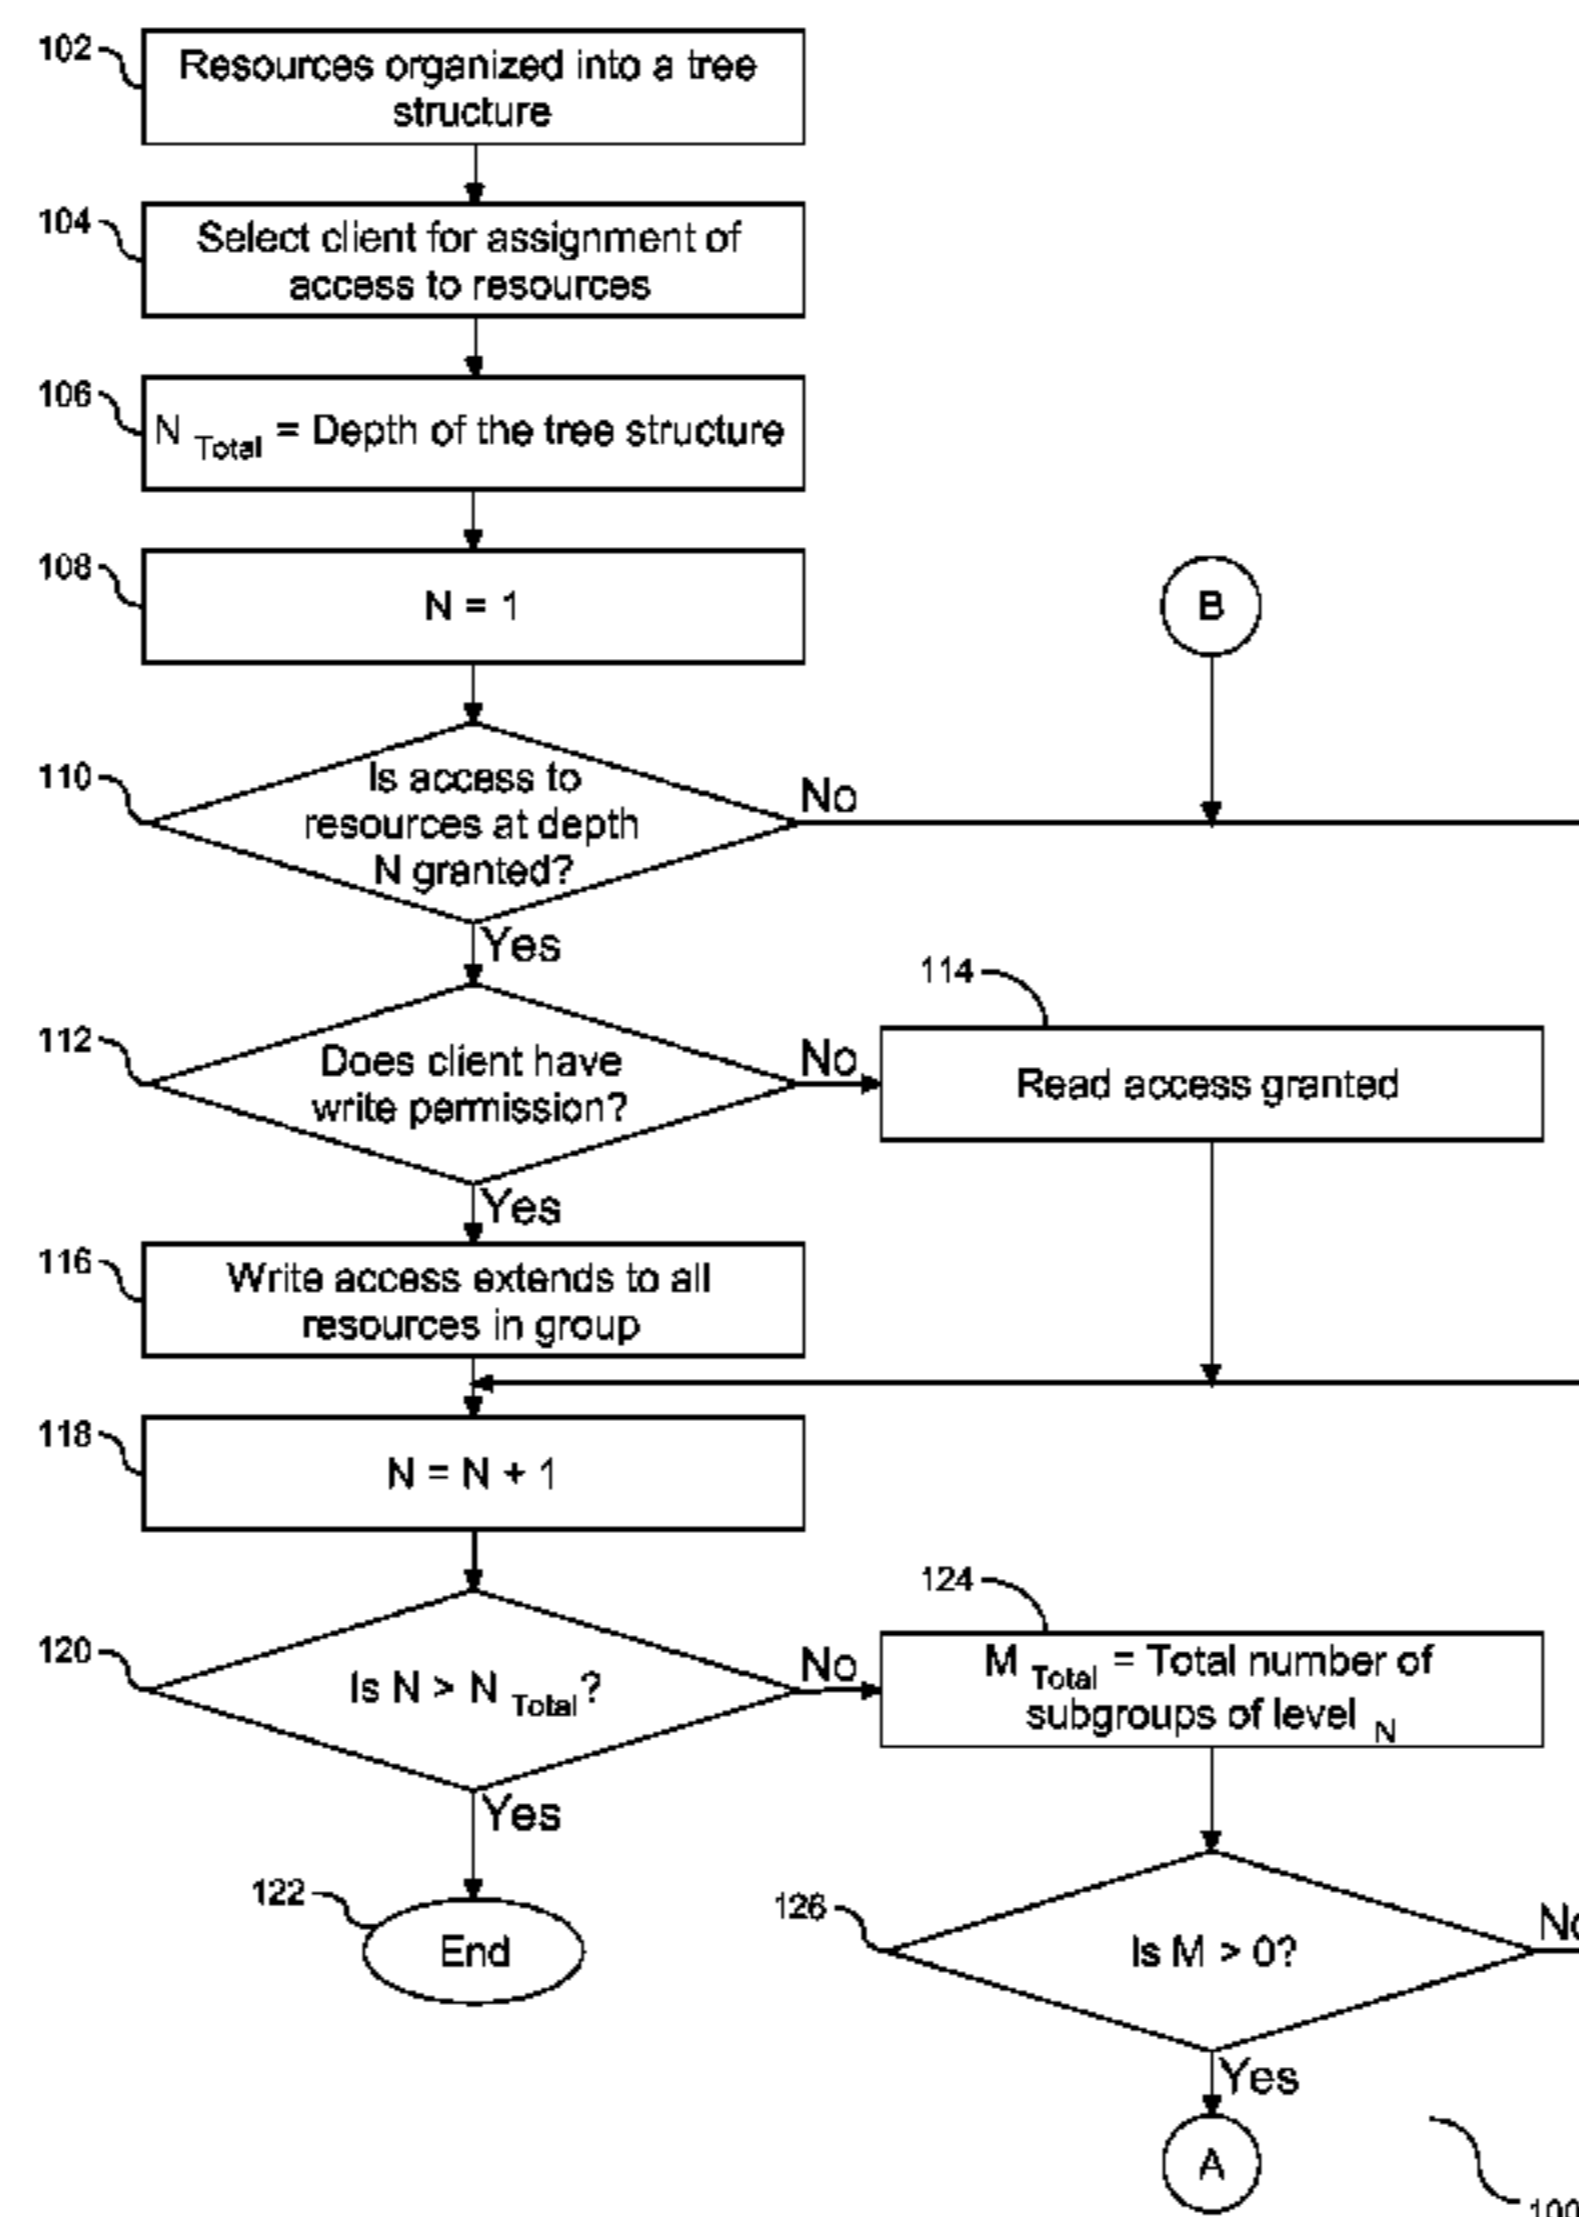 102
Resources organized into a tree
structure
104
Select client for assignment of
access to resources
106
N Total = Depth of the tree structure
108
N = 1
B
110
Is access to
resources at depth
N granted?
No
Yes
112
Does client have
write permission?
No
114
Read access granted
Yes
116
Write access extends to all
resources in group
118
N = N + 1
120
Is N > N Total?
No
124
M Total = Total number of
subgroups of level N
Yes
122
End
126
Is M > 0?
No
Yes
A
100